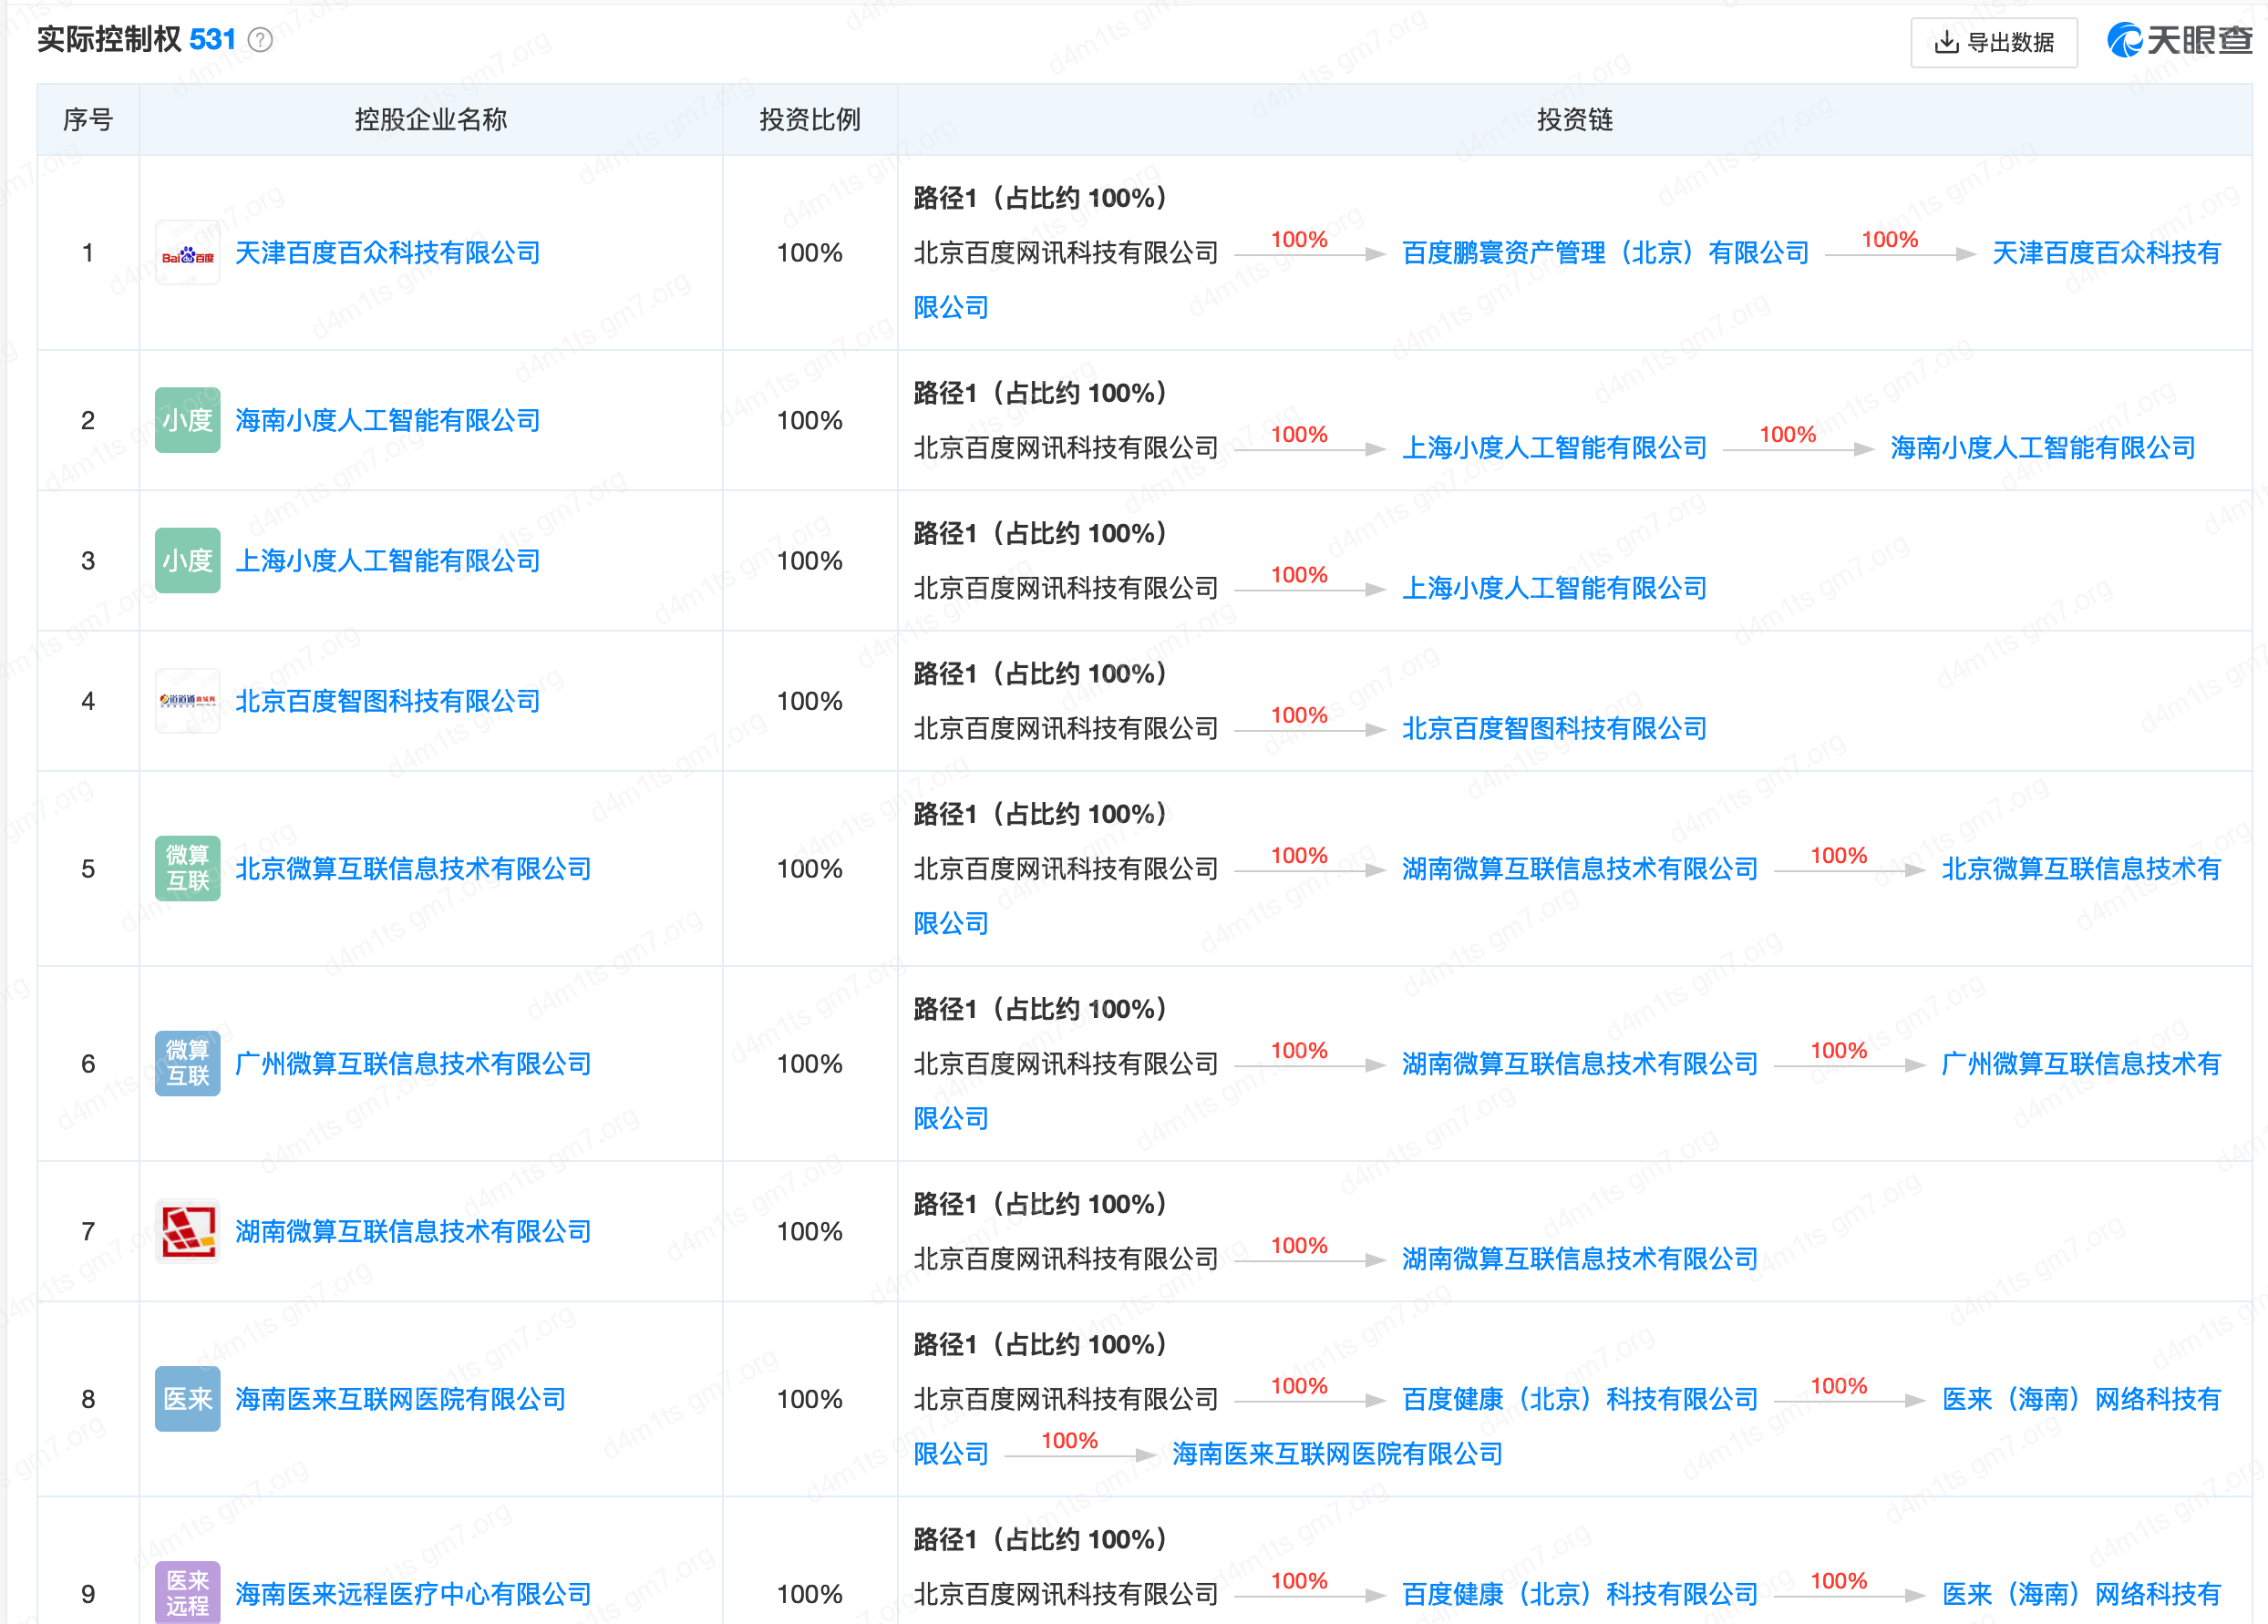 实际控制权 531 ?
导出数据
天眼查
序号 控股企业名称 投资比例 投资链
1 Bai du 百度 天津百度百众科技有限公司 100%
路径1（占比约 100%）
北京百度网讯科技有限公司 100% 百度鹏寰资产管理（北京）有限公司 100% 天津百度百众科技有
限公司
2 小度 海南小度人工智能有限公司 100%
路径1（占比约 100%）
北京百度网讯科技有限公司 100% 上海小度人工智能有限公司 100% 海南小度人工智能有限公司
3 小度 上海小度人工智能有限公司 100%
路径1（占比约 100%）
北京百度网讯科技有限公司 100% 上海小度人工智能有限公司
4 道道通 北京百度智图科技有限公司 100%
路径1（占比约 100%）
北京百度网讯科技有限公司 100% 北京百度智图科技有限公司
5 微算互联 北京微算互联信息技术有限公司 100%
路径1（占比约 100%）
北京百度网讯科技有限公司 100% 湖南微算互联信息技术有限公司 100% 北京微算互联信息技术有
限公司
6 微算互联 广州微算互联信息技术有限公司 100%
路径1（占比约 100%）
北京百度网讯科技有限公司 100% 湖南微算互联信息技术有限公司 100% 广州微算互联信息技术有
限公司
7 湖南微算互联信息技术有限公司 100%
路径1（占比约 100%）
北京百度网讯科技有限公司 100% 湖南微算互联信息技术有限公司
8 医来 海南医来互联网医院有限公司 100%
路径1（占比约 100%）
北京百度网讯科技有限公司 100% 百度健康（北京）科技有限公司 100% 医来（海南）网络科技有
限公司 100% 海南医来互联网医院有限公司
9 医来远程 海南医来远程医疗中心有限公司 100%
路径1（占比约 100%）
北京百度网讯科技有限公司 100% 百度健康（北京）科技有限公司 100% 医来（海南）网络科技有
d4m1ts gm7.org